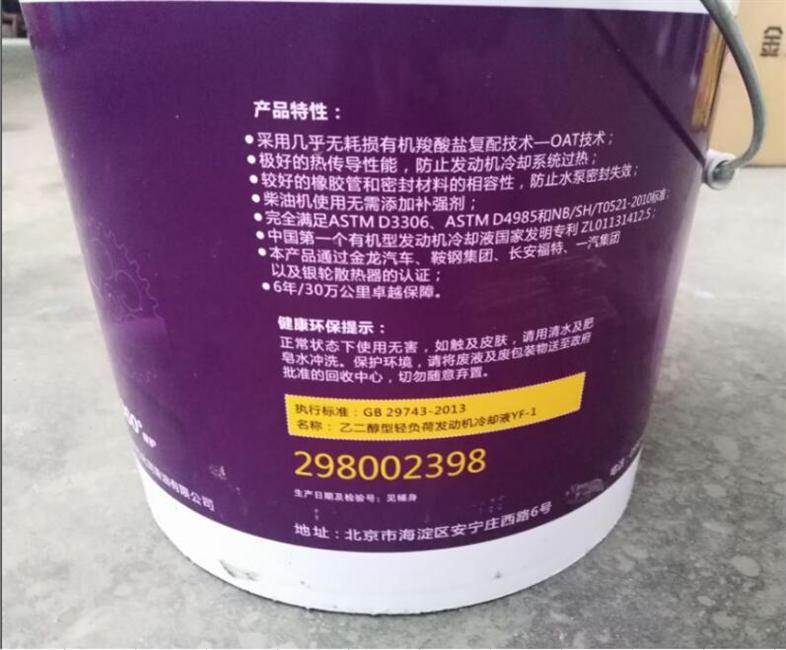 产品特性：
●采用几乎无耗损有机羧酸盐复配技术—OAT技术；
●极好的热传导性能，防止发动机冷却系统过热；
●较好的橡胶管和密封材料的相容性，防止水泵密封失效；
●柴油机使用无需添加补强剂；
●完全满足ASTM D3306、ASTM D4985和NB/SH/T0521-2010标准；
●中国第一个有机型发动机冷却液国家发明专利 ZL01131412.5；
●本产品通过金龙汽车、鞍钢集团、长安福特、一汽集团
以及银轮散热器的认证；
●6年/30万公里卓越保障。
健康环保提示：
正常状态下使用无害，如触及皮肤，请用清水及肥
皂水冲洗。保护环境，请将废液及废包装物送至政府
批准的回收中心，切勿随意弃置。
执行标准：GB 29743-2013
名称：乙二醇型轻负荷发动机冷却液YF-1
298002398
生产日期及检验号：见桶身
地址：北京市海淀区安宁庄西路6号
有限公司
电话